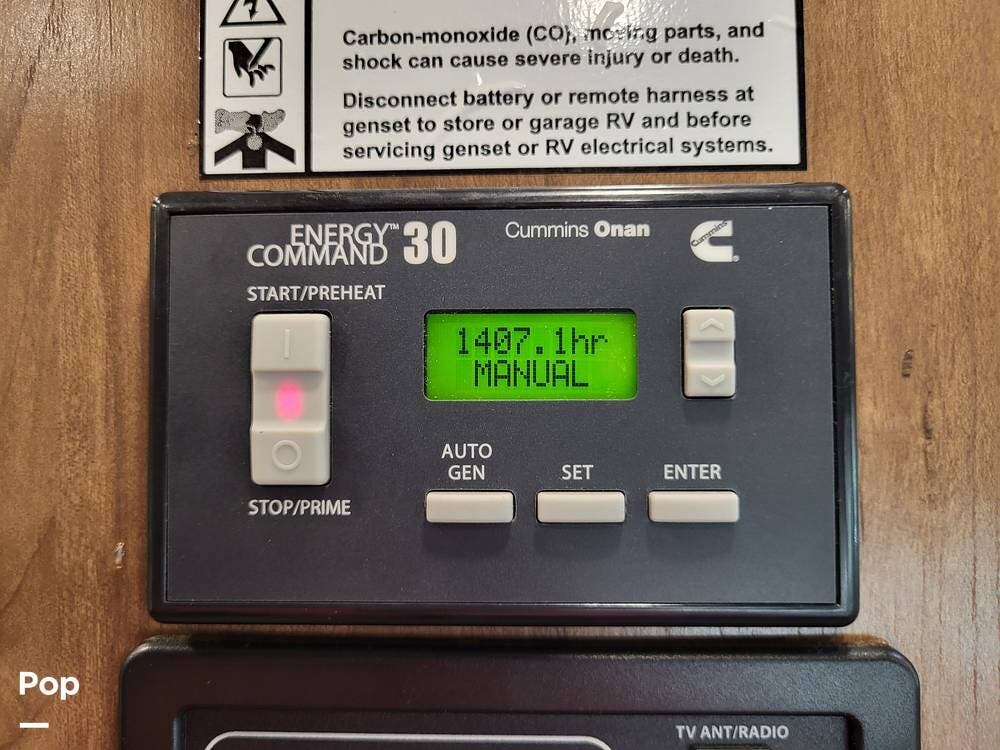 Carbon-monoxide (CO), moving parts, and
shock can cause severe injury or death.
Disconnect battery or remote harness at
genset to store or garage RV and before
servicing genset or RV electrical systems.
ENERGY™
COMMAND 30
Cummins Onan
Cummins
START/PREHEAT
I
1407.1hr
MANUAL
O
AUTO
GEN
SET
ENTER
STOP/PRIME
Pop
TV ANT/RADIO